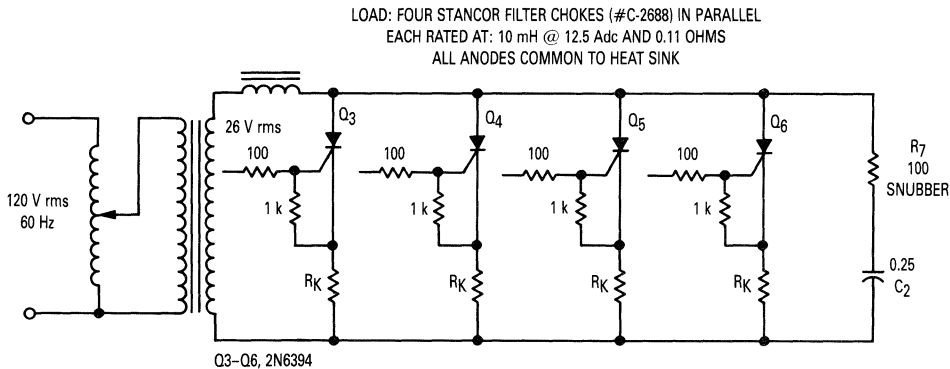 LOAD: FOUR STANCOR FILTER CHOKES (#C-2688) IN PARALLEL
EACH RATED AT: 10 mH @ 12.5 Adc AND 0.11 OHMS
ALL ANODES COMMON TO HEAT SINK
Q3
Q4
Q5
Q6
26 V rms
100
100
100
100
R7
100
SNUBBER
120 V rms
60 Hz
1 k
1 k
1 k
1 k
RK
RK
RK
RK
0.25
C2
Q3–Q6, 2N6394